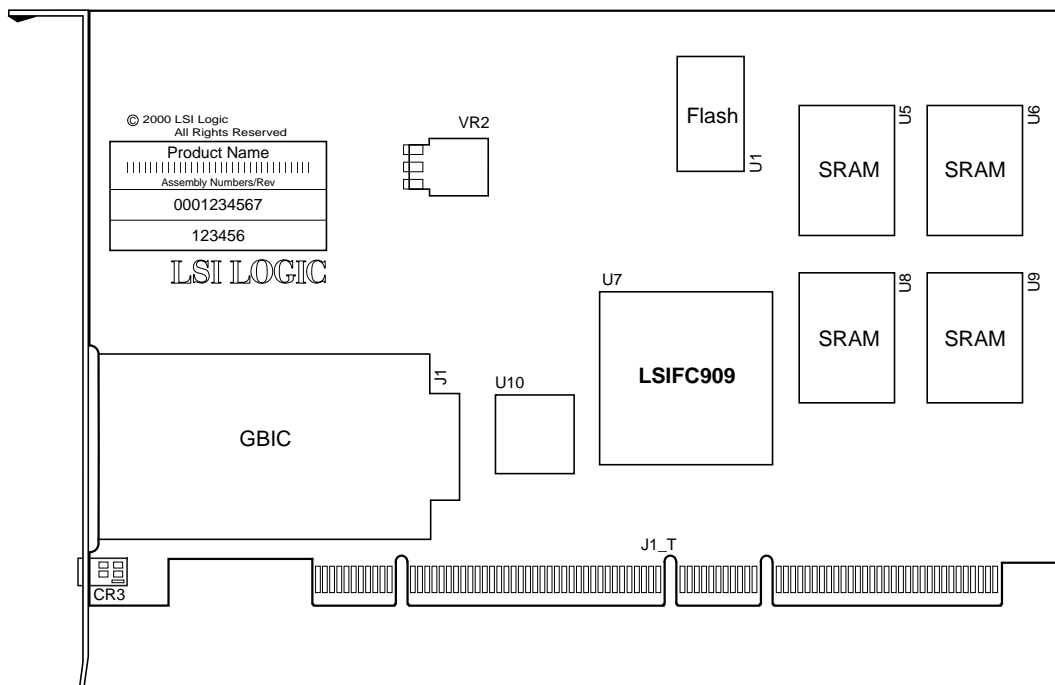 © 2000 LSI Logic
All Rights Reserved
Product Name
Assembly Numbers/Rev
0001234567
123456
LSI LOGIC
VR2
Flash
U1
U5
SRAM
U6
SRAM
U7
LSIFC909
U8
SRAM
U9
SRAM
J1
GBIC
U10
J1_T
CR3